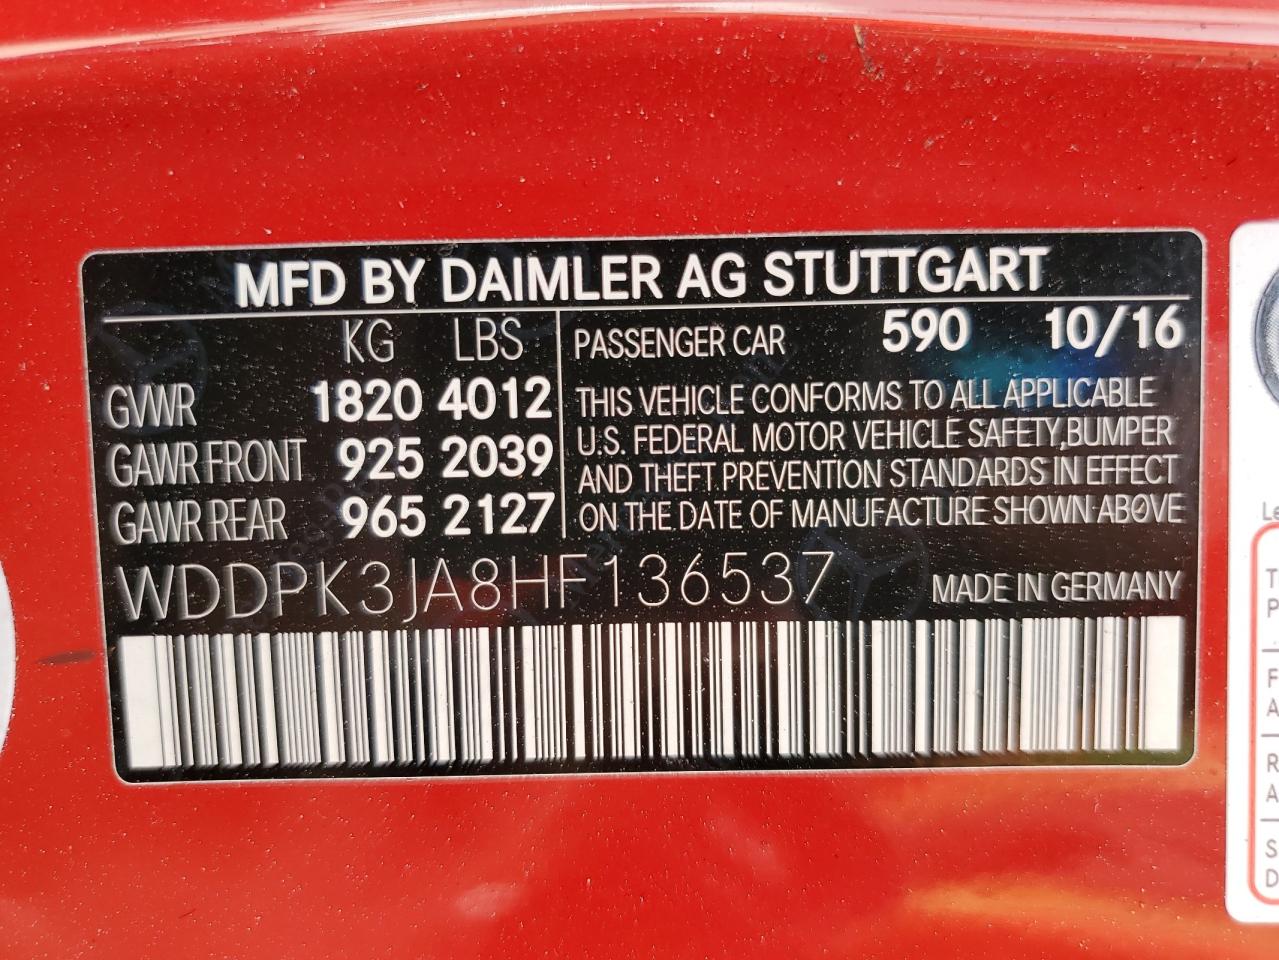 MFD BY DAIMLER AG STUTTGART
KG LBS
GVWR 1820 4012
GAWR FRONT 925 2039
GAWR REAR 965 2127
PASSENGER CAR 590 10/16
THIS VEHICLE CONFORMS TO ALL APPLICABLE
U.S. FEDERAL MOTOR VEHICLE SAFETY, BUMPER
AND THEFT PREVENTION STANDARDS IN EFFECT
ON THE DATE OF MANUFACTURE SHOWN ABOVE
WDDPK3JA8HF136537 MADE IN GERMANY